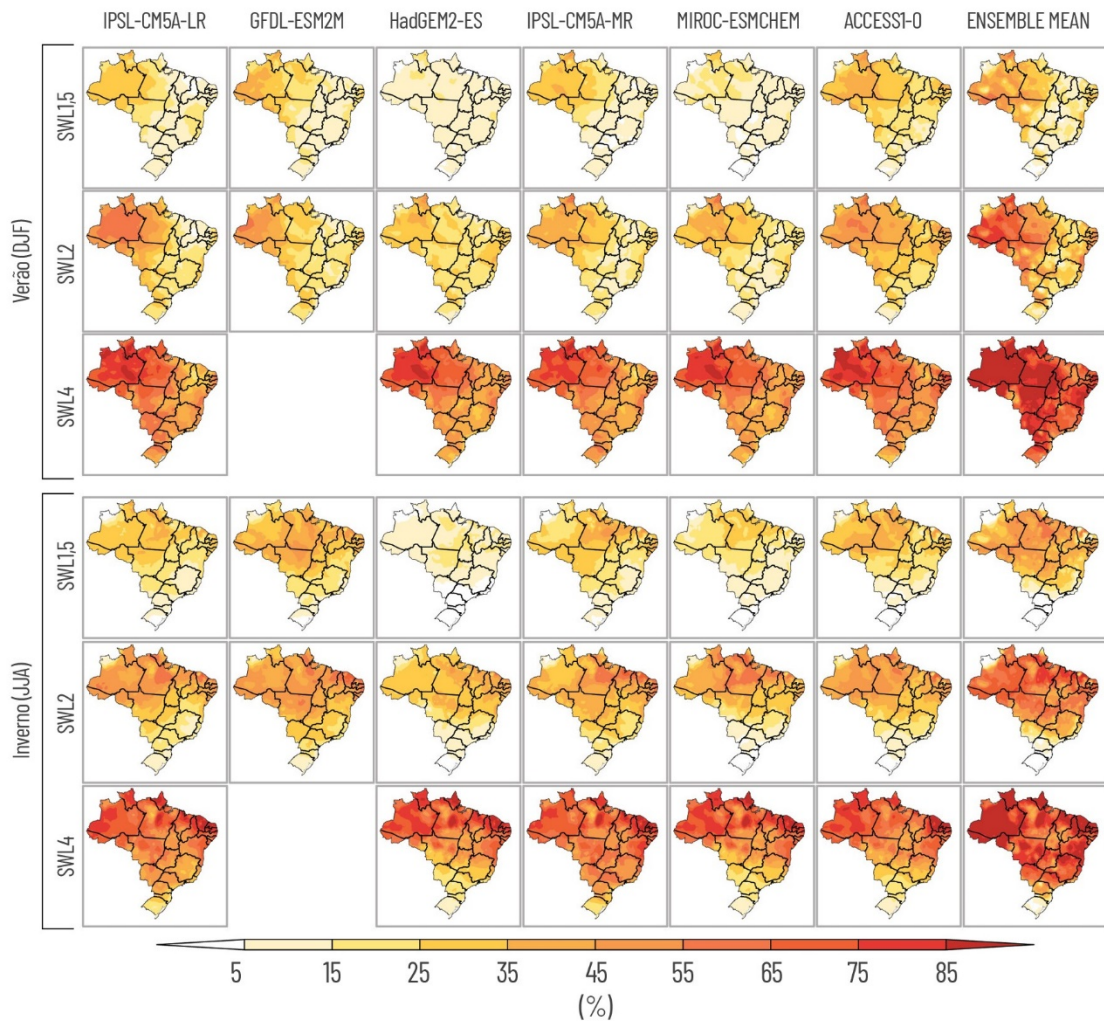 IPSL-CM5A-LR GFDL-ESM2M HadGEM2-ES IPSL-CM5A-MR MIROC-ESMCHEM ACCESS1-0 ENSEMBLE MEAN
Verão (DJF)
SWL1,5
SWL2
SWL4
Inverno (JJA)
SWL1,5
SWL2
SWL4
5 15 25 35 45 55 65 75 85
(%)